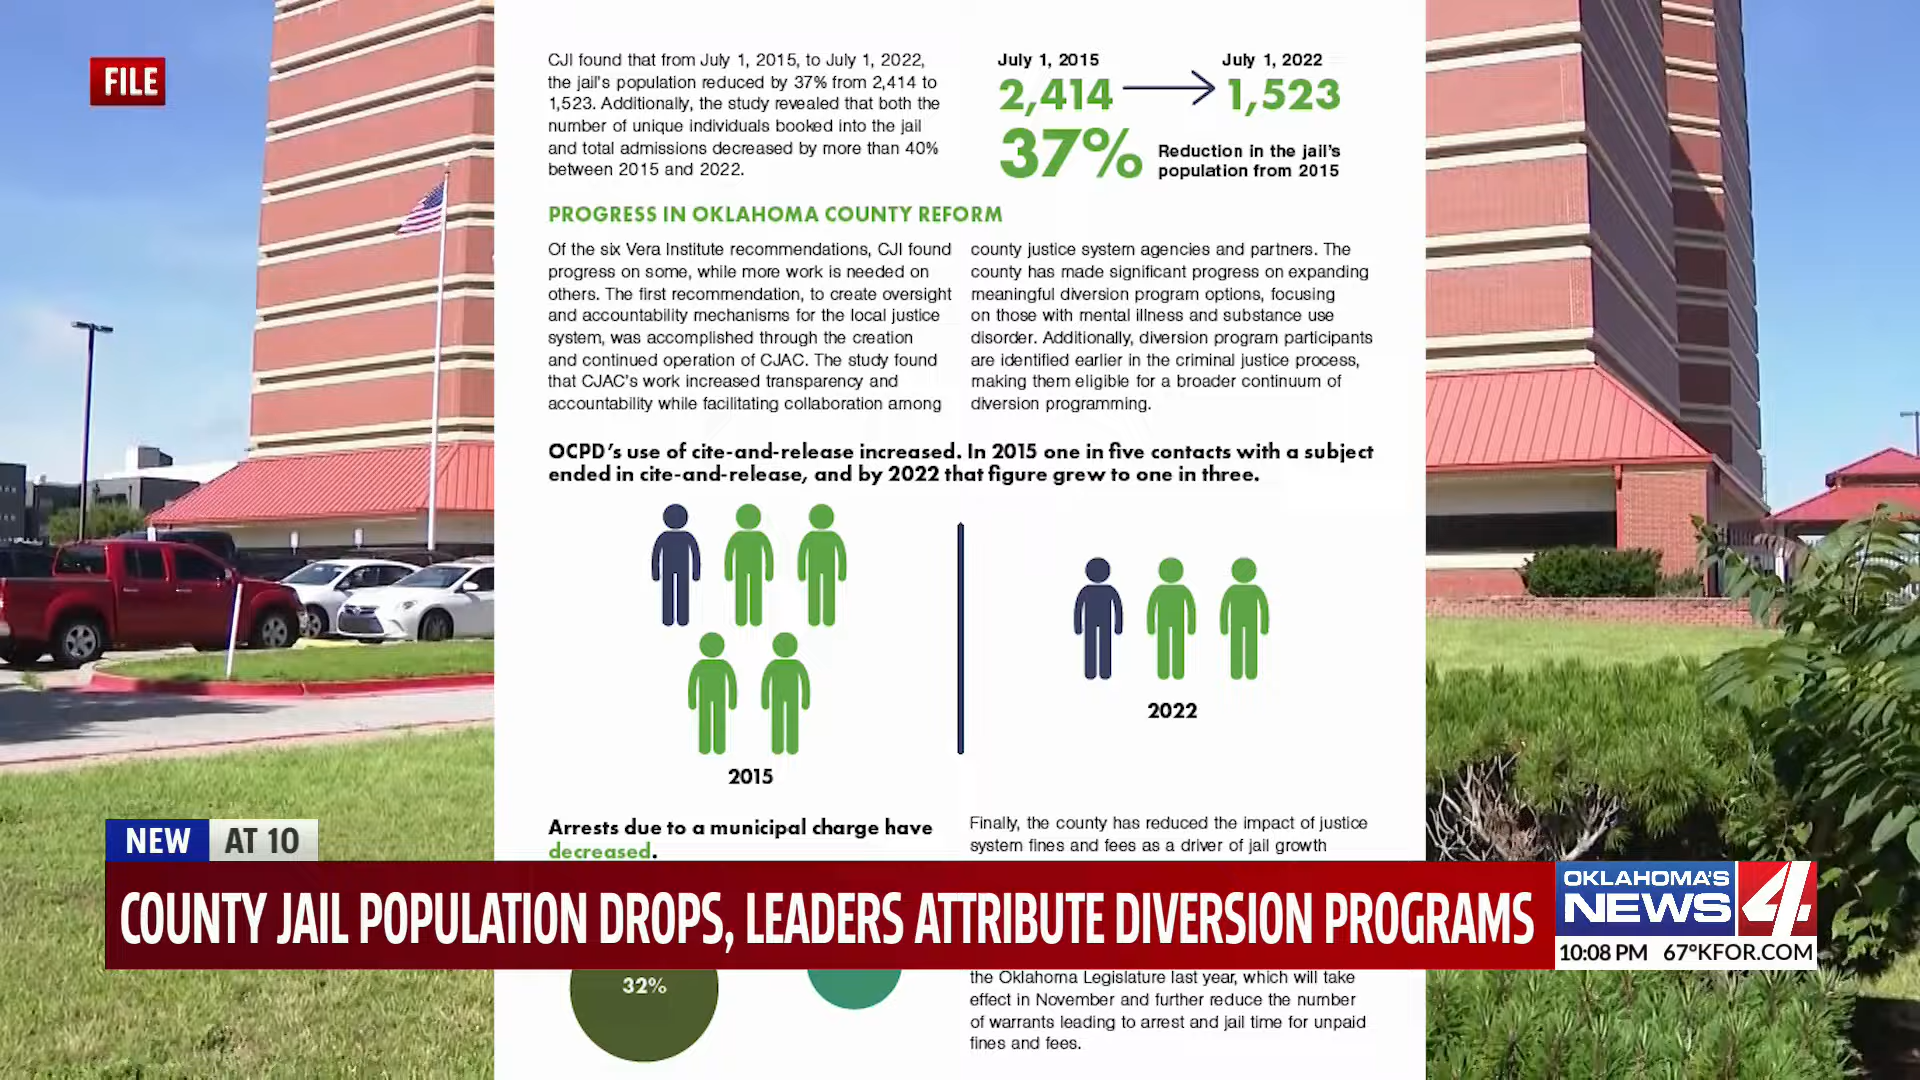 FILE
CJI found that from July 1, 2015, to July 1, 2022,
the jail's population reduced by 37% from 2,414 to
1,523. Additionally, the study revealed that both the
number of unique individuals booked into the jail
and total admissions decreased by more than 40%
between 2015 and 2022.
July 1, 2015
2,414
July 1, 2022
1,523
37%
Reduction in the jail's
population from 2015
PROGRESS IN OKLAHOMA COUNTY REFORM
Of the six Vera Institute recommendations, CJI found
progress on some, while more work is needed on
others. The first recommendation, to create oversight
and accountability mechanisms for the local justice
system, was accomplished through the creation
and continued operation of CJAC. The study found
that CJAC's work increased transparency and
accountability while facilitating collaboration among
county justice system agencies and partners. The
county has made significant progress on expanding
meaningful diversion program options, focusing
on those with mental illness and substance use
disorder. Additionally, diversion program participants
are identified earlier in the criminal justice process,
making them eligible for a broader continuum of
diversion programming.
OCPD's use of cite-and-release increased. In 2015 one in five contacts with a subject
ended in cite-and-release, and by 2022 that figure grew to one in three.
2015
2022
Arrests due to a municipal charge have
decreased.
32%
Finally, the county has reduced the impact of justice
system fines and fees as a driver of jail growth
the Oklahoma Legislature last year, which will take
effect in November and further reduce the number
of warrants leading to arrest and jail time for unpaid
fines and fees.
NEW AT 10
COUNTY JAIL POPULATION DROPS, LEADERS ATTRIBUTE DIVERSION PROGRAMS
OKLAHOMA'S
NEWS 4
10:08 PM 67° KFOR.COM